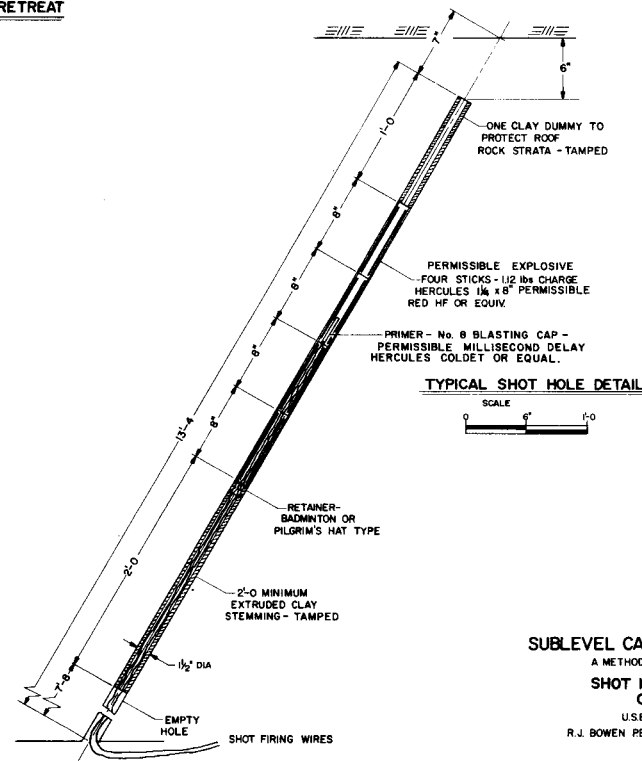 RETREAT
7"
6"
1'-0
ONE CLAY DUMMY TO
PROTECT ROOF
ROCK STRATA - TAMPED
8"
8"
PERMISSIBLE EXPLOSIVE
FOUR STICKS - 1.12 lbs CHARGE
HERCULES 1¼ x 8" PERMISSIBLE
RED HF OR EQUIV.
8"
PRIMER - No. 8 BLASTING CAP -
PERMISSIBLE MILLISECOND DELAY
HERCULES COLDET OR EQUAL.
8"
TYPICAL SHOT HOLE DETAIL
SCALE
0 6" 1'-0
13'-4
RETAINER-
BADMINTON OR
PILGRIM'S HAT TYPE
2'-0
2'-0 MINIMUM
EXTRUDED CLAY
STEMMING - TAMPED
1½" DIA
7'-8
EMPTY
HOLE
SHOT FIRING WIRES
SUBLEVEL CA
A METHOD
SHOT
U.S.B
R.J. BOWEN P.E